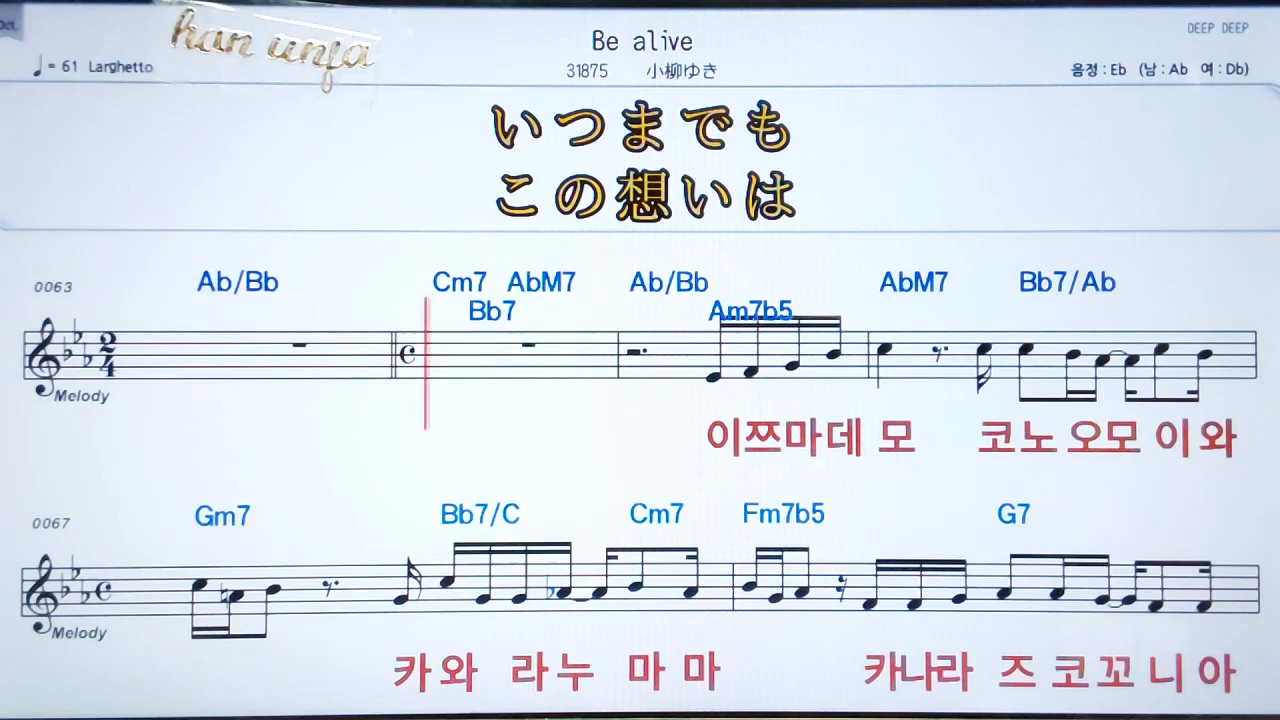 Oct.
han unja
Be alive
DEEP DEEP
♩= 61 Larghetto
31875 小柳ゆき
음정 : Eb (남 : Ab 여 : Db)
いつまでも
この想いは
0063 Ab/Bb Cm7 AbM7 Ab/Bb AbM7 Bb7/Ab
Bb7 Am7b5
2
4
Melody
이쯔마데 모 코노 오모 이 와
0067 Gm7 Bb7/C Cm7 Fm7b5 G7
Melody
카 와 라 누 마 마 카나라 즈 코 꼬 니 아